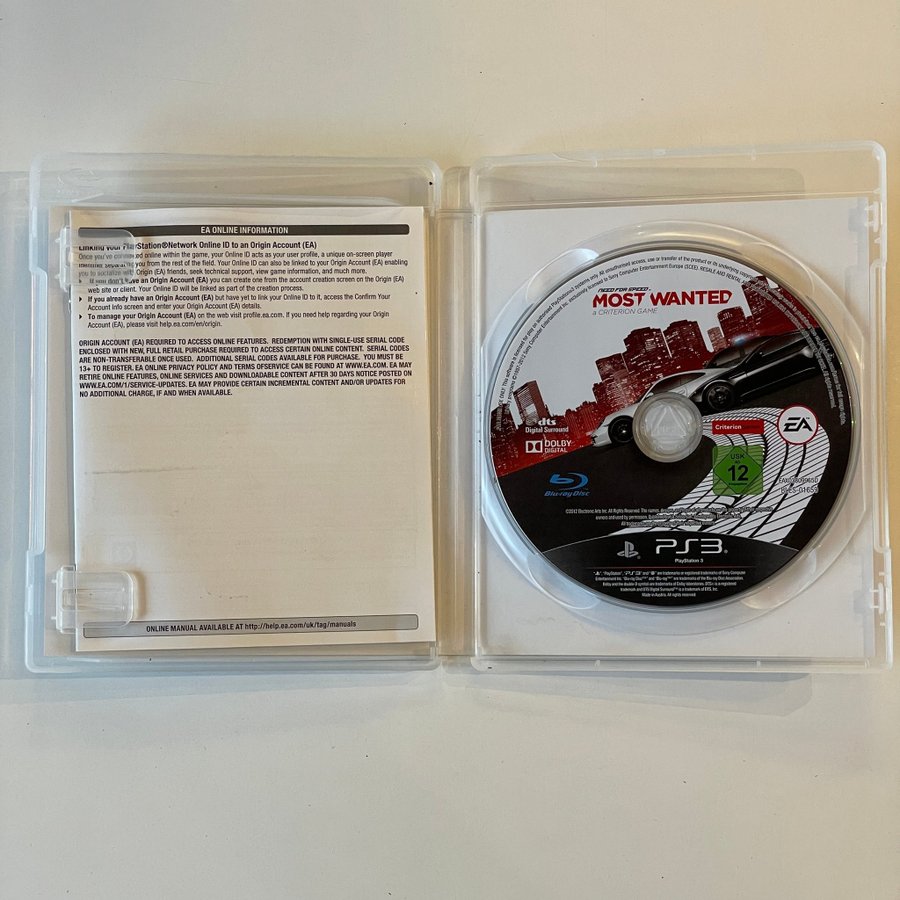 EA ONLINE INFORMATION
Linking your PlayStation®Network Online ID to an Origin Account (EA)
Once you've connected online within the game, your Online ID acts as your user profile, a unique on-screen player
identity separating you from the rest of the field. Your Online ID can also be linked to your Origin Account (EA) enabling
you to socialize with Origin (EA) friends, seek technical support, view game information, and much more.
If you don't have an Origin Account (EA) you can create one from the account creation screen on the Origin (EA)
web site or client. Your Online ID will be linked as part of the creation process.
If you already have an Origin Account (EA) but have yet to link your Online ID to it, access the Confirm Your
Account Info screen and enter your Origin Account (EA) details.
To manage your Origin Account (EA) on the web visit profile.ea.com. If you need help regarding your Origin
Account (EA), please visit help.ea.com/en/origin.
ORIGIN ACCOUNT (EA) REQUIRED TO ACCESS ONLINE FEATURES. REDEMPTION WITH SINGLE-USE SERIAL CODE
ENCLOSED WITH NEW, FULL RETAIL PURCHASE REQUIRED TO ACCESS CERTAIN ONLINE CONTENT. SERIAL CODES
ARE NON-TRANSFERABLE ONCE USED. ADDITIONAL SERIAL CODES AVAILABLE FOR PURCHASE. YOU MUST BE
13+ TO REGISTER. EA ONLINE PRIVACY POLICY AND TERMS OFSERVICE CAN BE FOUND AT WWW.EA.COM. EA MAY
RETIRE ONLINE FEATURES, ONLINE SERVICES AND DOWNLOADABLE CONTENT AFTER 30 DAYS NOTICE POSTED ON
WWW.EA.COM/1/SERVICE-UPDATES. EA MAY PROVIDE CERTAIN INCREMENTAL CONTENT AND/OR UPDATES FOR
NO ADDITIONAL CHARGE, IF AND WHEN AVAILABLE.
ONLINE MANUAL AVAILABLE AT http://help.ea.com/uk/tag/manuals
NEED FOR SPEED
MOST WANTED
a CRITERION GAME
dts
Digital Surround
DOLBY
DIGITAL
Criterion
EA
USK
ab
12
Blu-ray Disc
PS3
PlayStation 3
Made in Austria. All rights reserved.